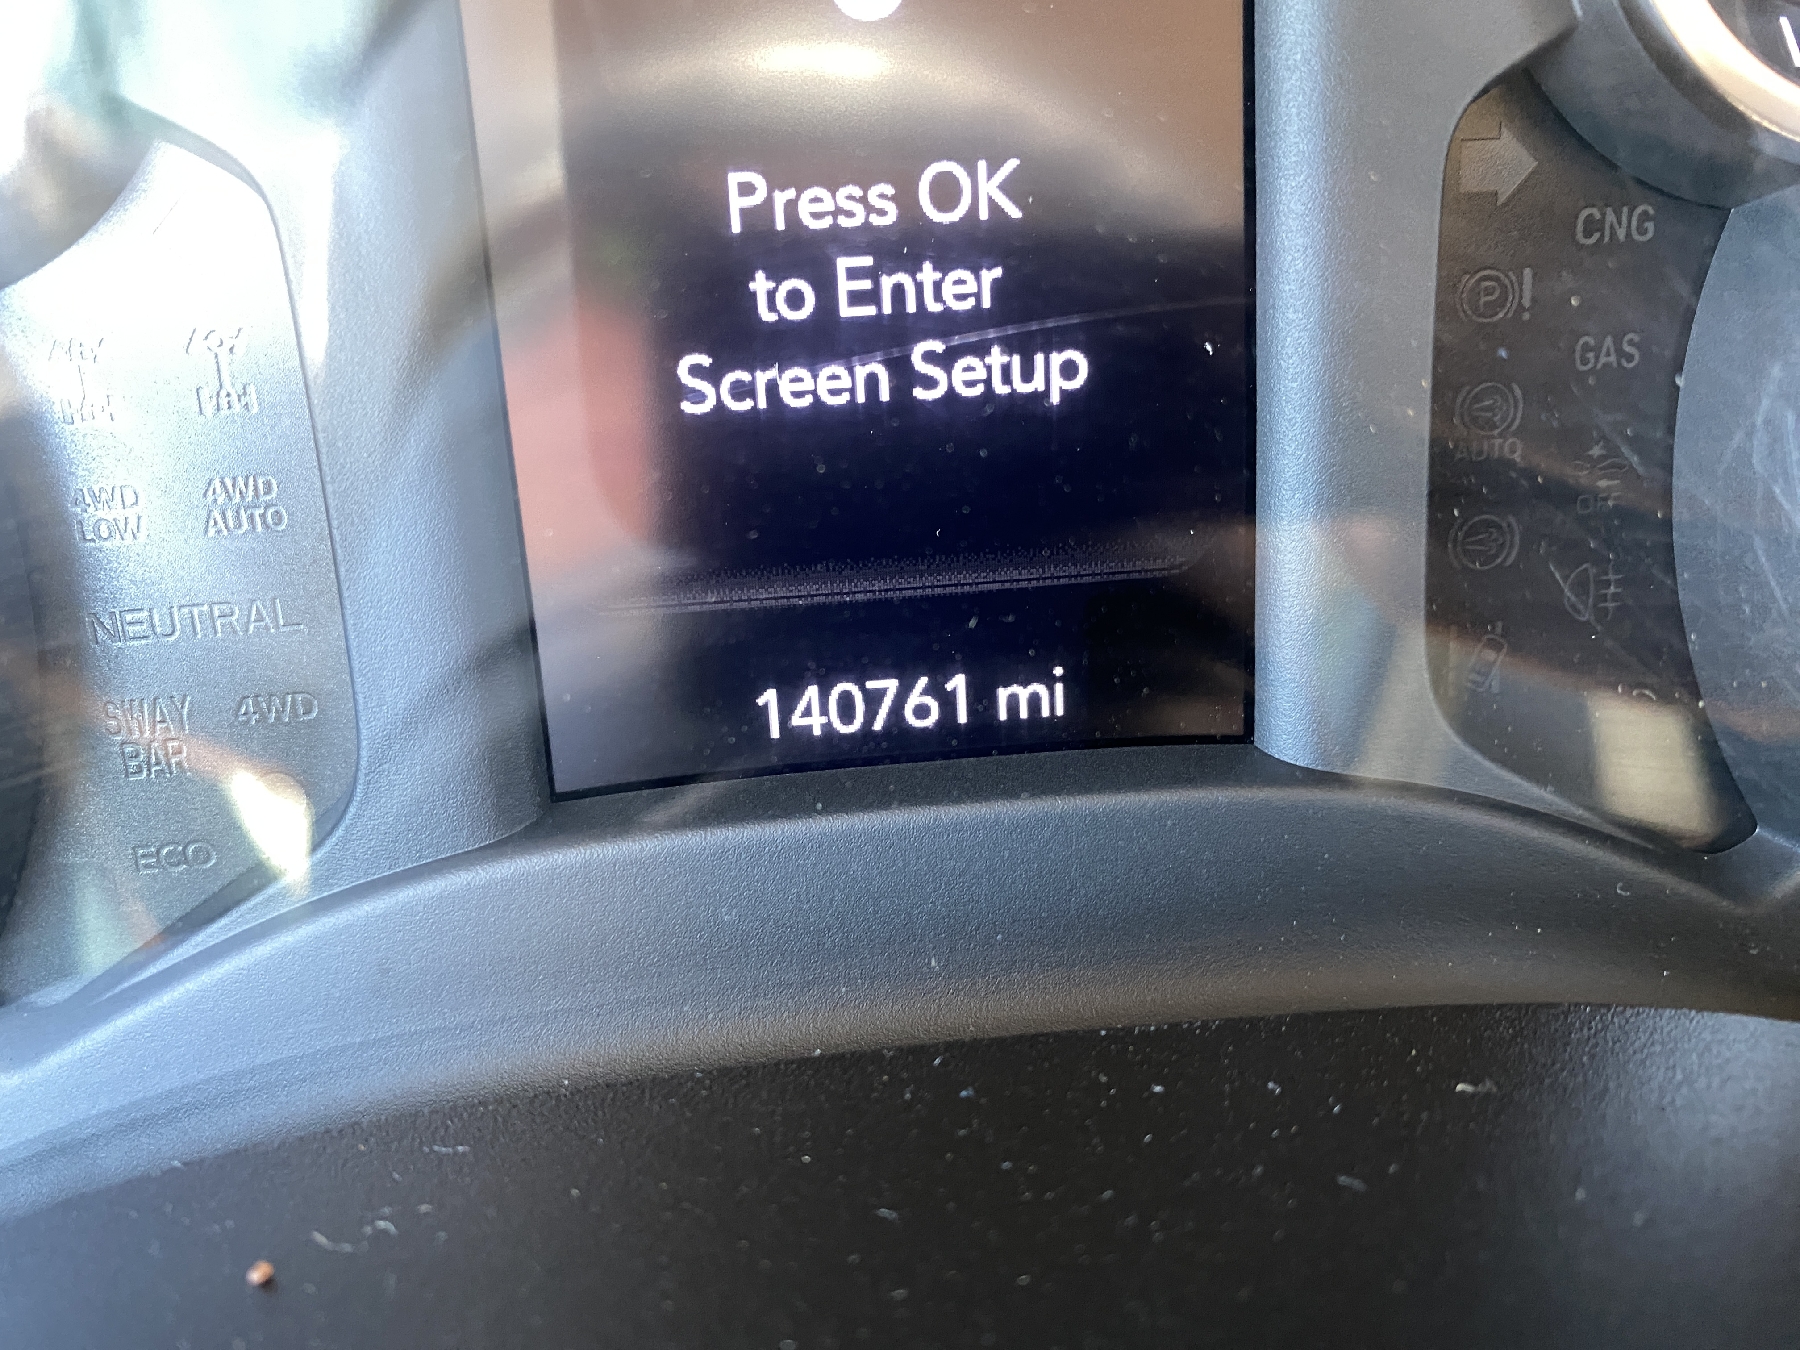 Press OK
to Enter
Screen Setup
140761 mi
4WD LOW
4WD AUTO
NEUTRAL
SWAY BAR
4WD
ECO
CNG
P !
GAS
AUTO
OFF